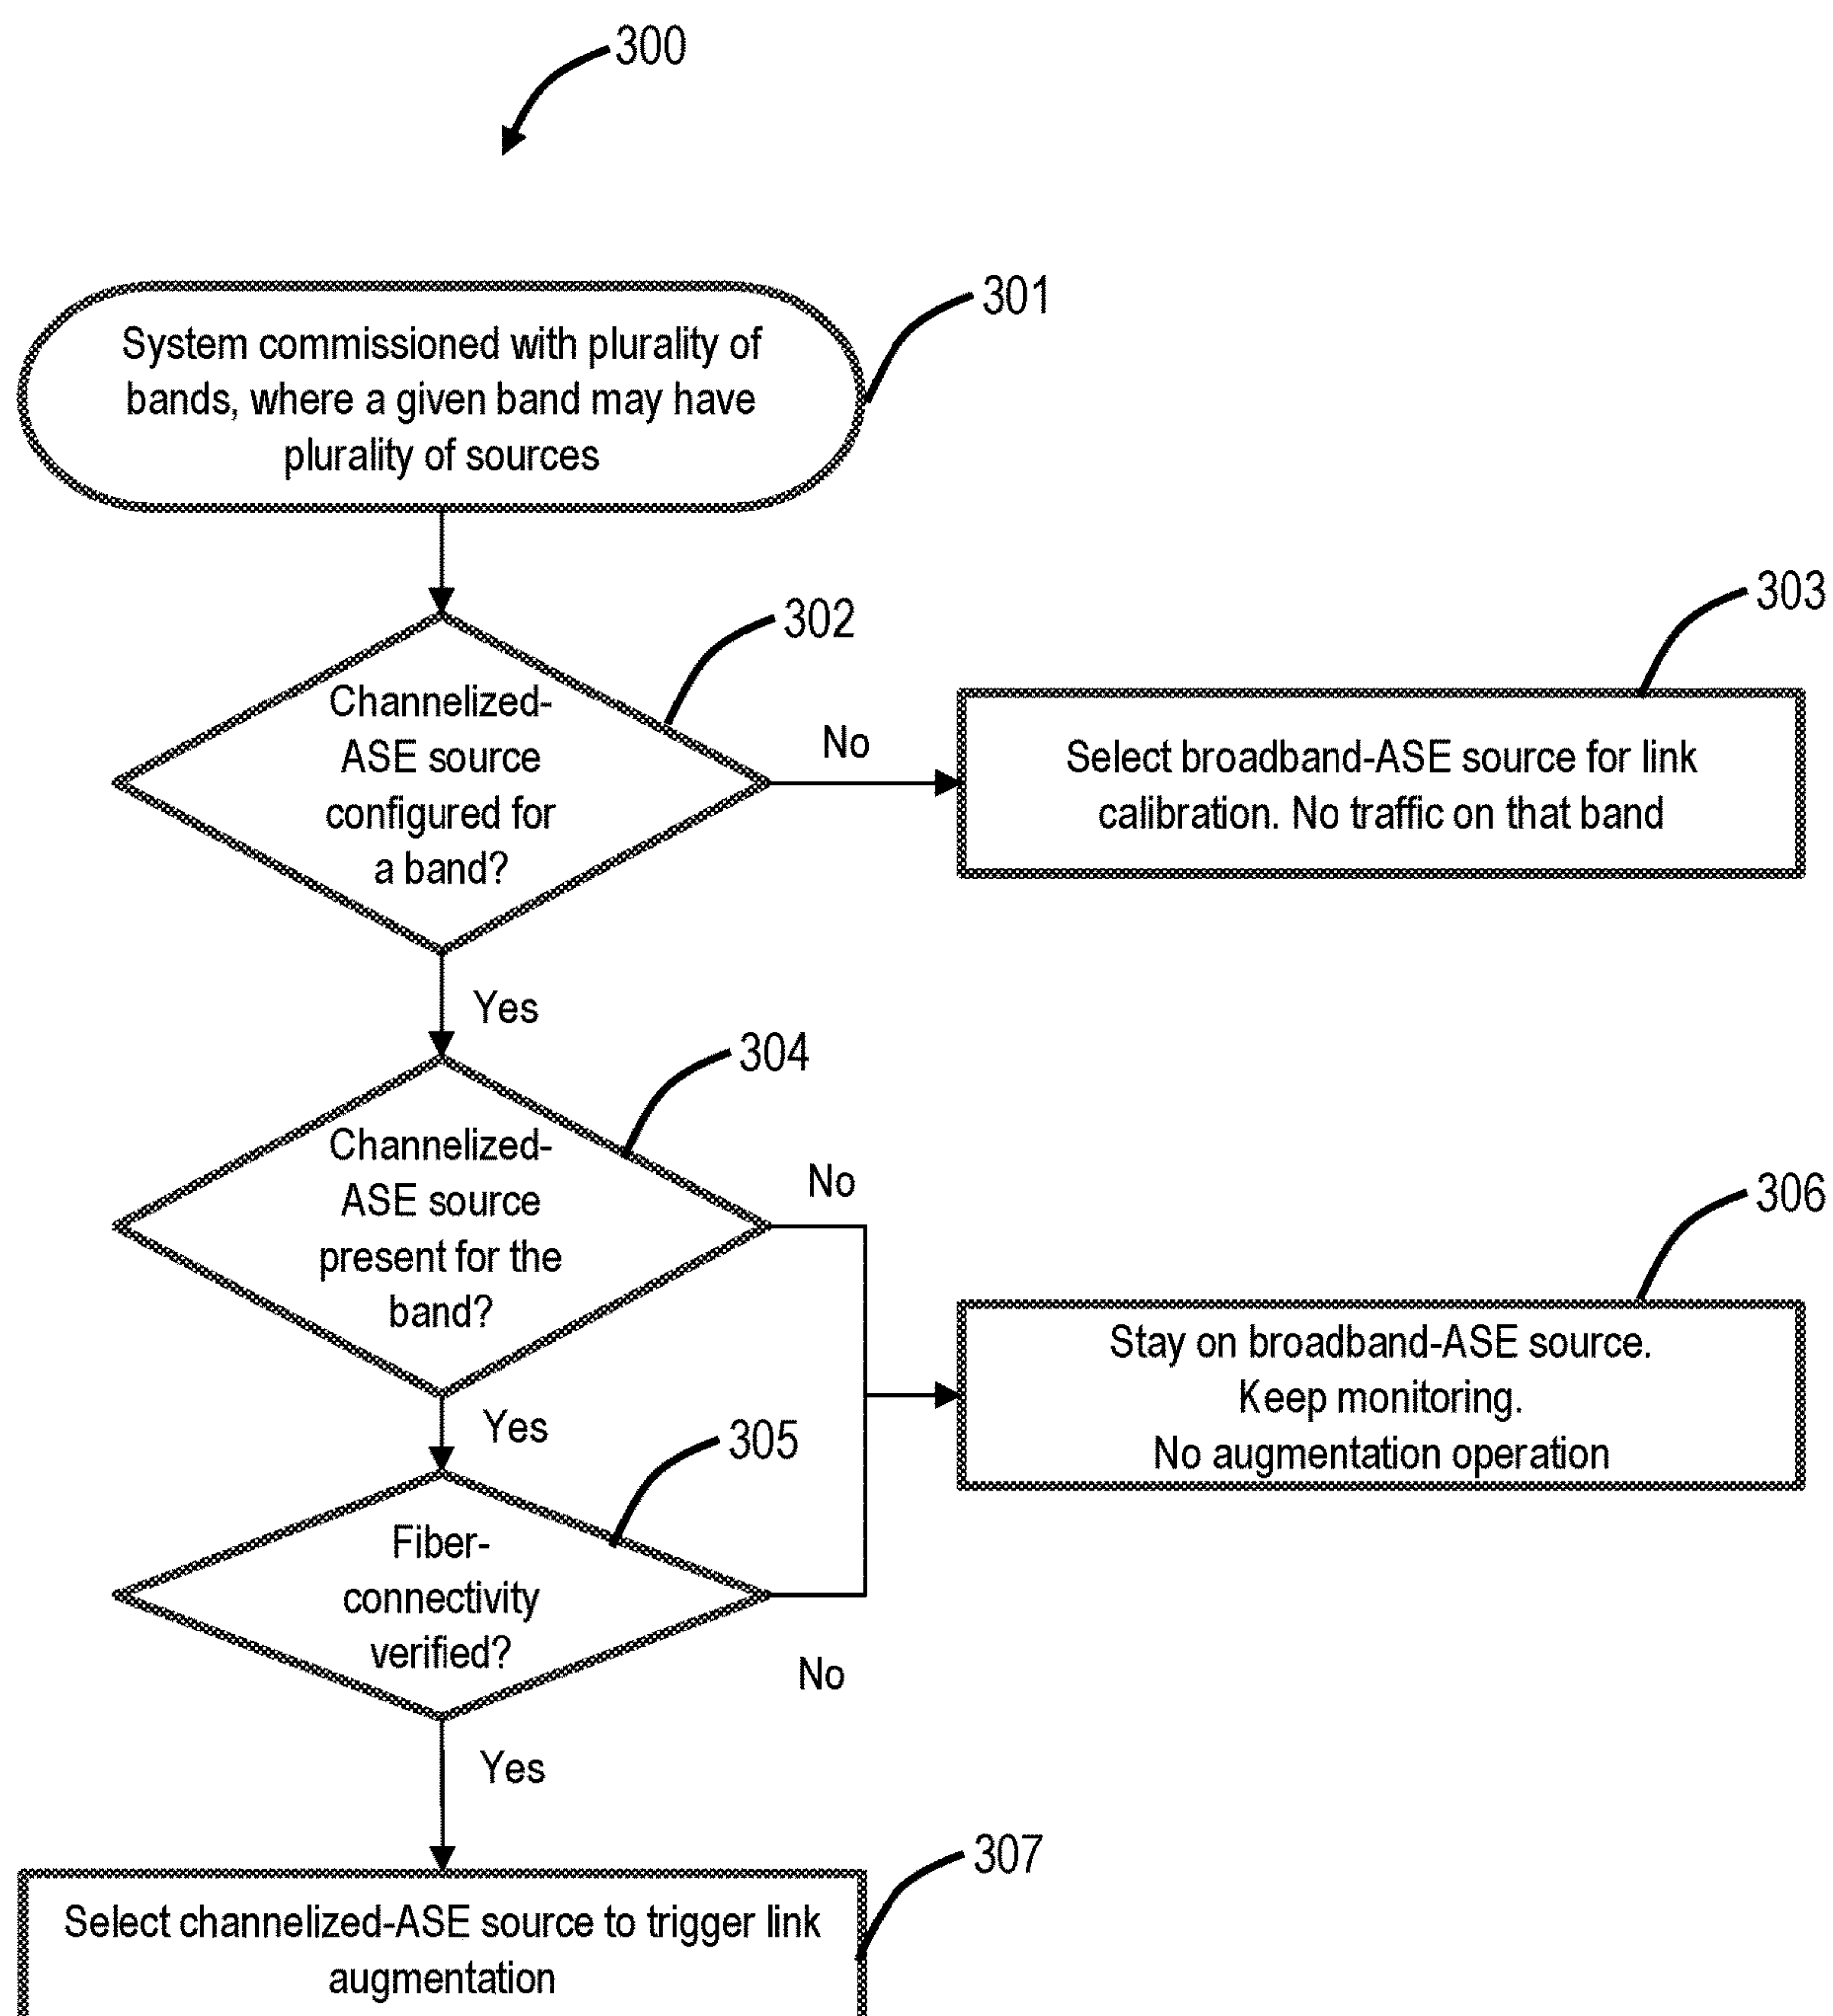 300
301
System commissioned with plurality of
bands, where a given band may have
plurality of sources
302
303
Channelized-
ASE source
configured for
a band?
No
Select broadband-ASE source for link
calibration. No traffic on that band
Yes
304
Channelized-
ASE source
present for the
band?
No
306
Stay on broadband-ASE source.
Keep monitoring.
No augmentation operation
Yes
305
Fiber-
connectivity
verified?
No
Yes
307
Select channelized-ASE source to trigger link
augmentation